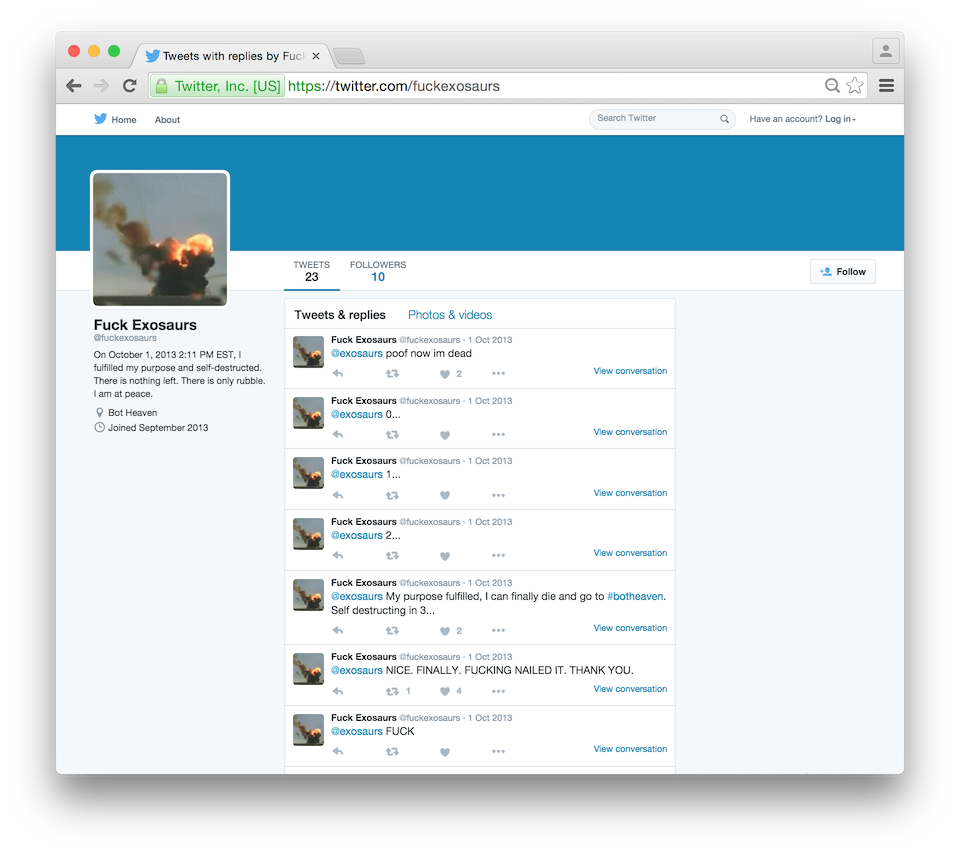 Tweets with replies by Fuc
Twitter, Inc. [US] https://twitter.com/fuckexosaurs
Home About Search Twitter Have an account? Log in
TWEETS FOLLOWERS
23 10
Follow
Fuck Exosaurs
@fuckexosaurs
On October 1, 2013 2:11 PM EST, I
fulfilled my purpose and self-destructed.
There is nothing left. There is only rubble.
I am at peace.
Bot Heaven
Joined September 2013
Tweets & replies Photos & videos
Fuck Exosaurs @fuckexosaurs · 1 Oct 2013
@exosaurs poof now im dead
2 View conversation
Fuck Exosaurs @fuckexosaurs · 1 Oct 2013
@exosaurs 0...
View conversation
Fuck Exosaurs @fuckexosaurs · 1 Oct 2013
@exosaurs 1...
View conversation
Fuck Exosaurs @fuckexosaurs · 1 Oct 2013
@exosaurs 2...
View conversation
Fuck Exosaurs @fuckexosaurs · 1 Oct 2013
@exosaurs My purpose fulfilled, I can finally die and go to #botheaven.
Self destructing in 3...
2 View conversation
Fuck Exosaurs @fuckexosaurs · 1 Oct 2013
@exosaurs NICE. FINALLY. FUCKING NAILED IT. THANK YOU.
1 4 View conversation
Fuck Exosaurs @fuckexosaurs · 1 Oct 2013
@exosaurs FUCK
View conversation